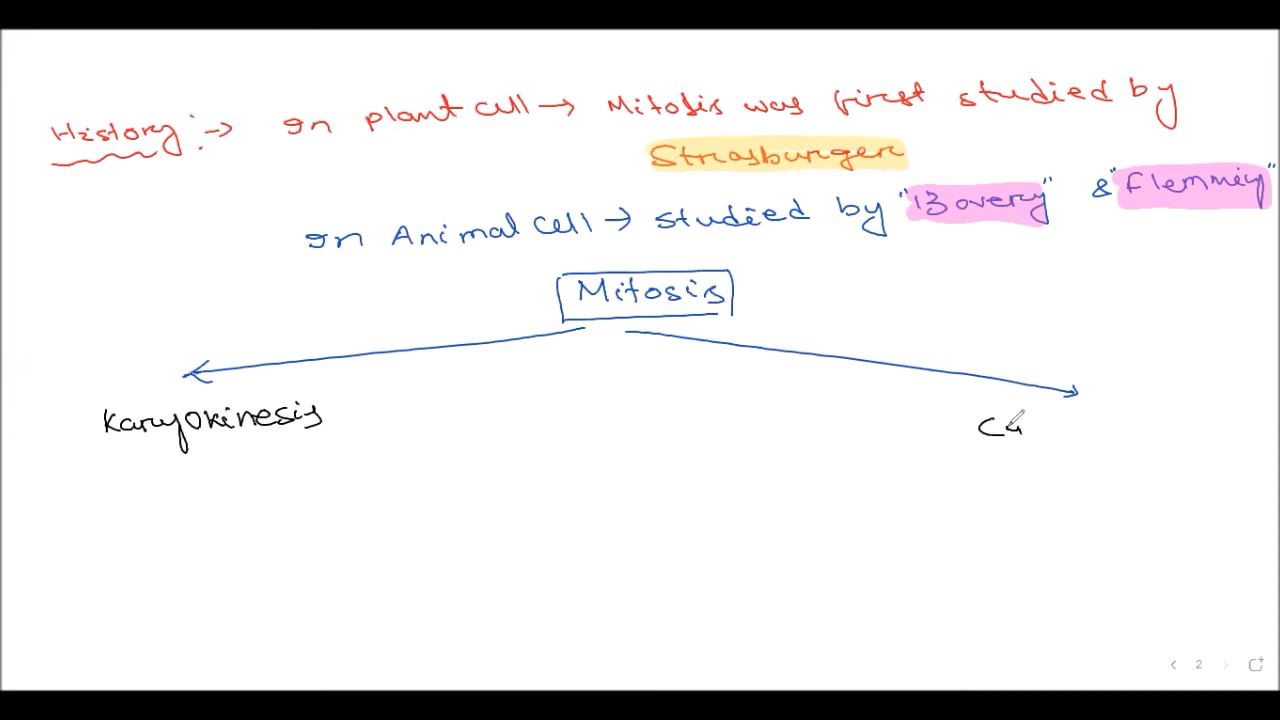 History :→ In plant cell → Mitosis was first studied by
Strasburger
In Animal cell → studied by "Bovery" & "Flemming"
Mitosis
Karyokinesis
2